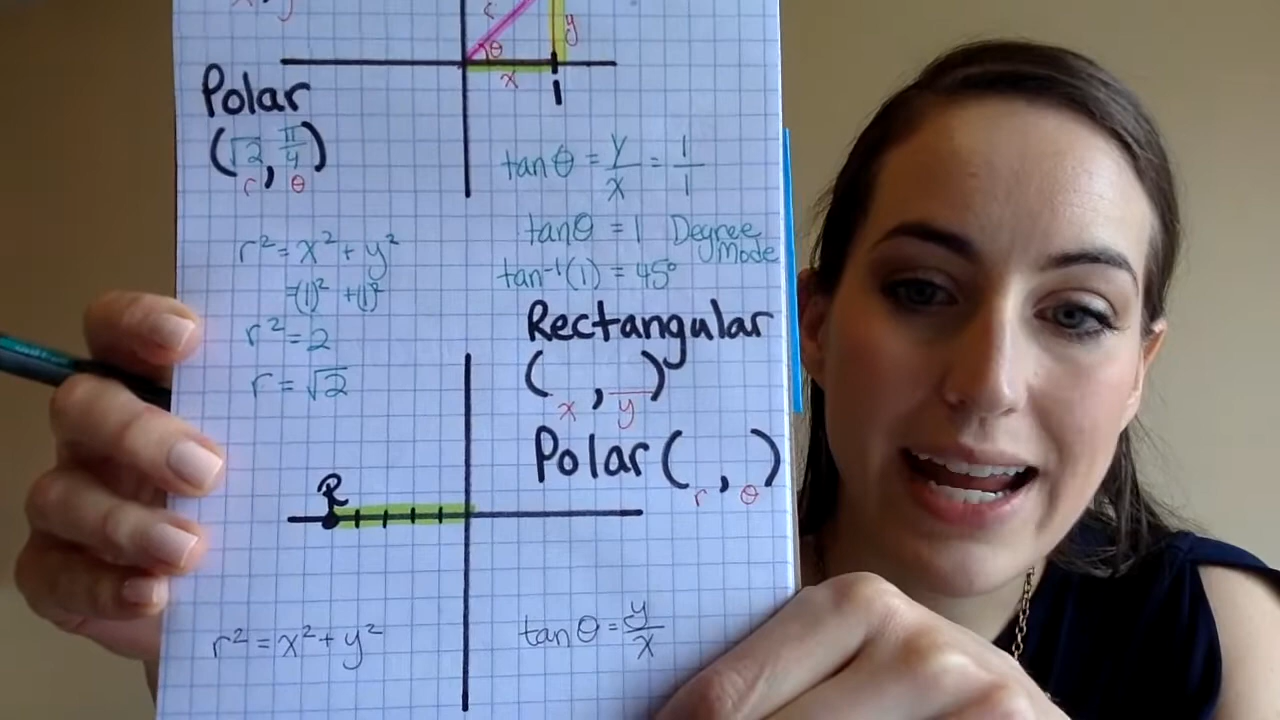 r
θ
y
x
1
Polar
(√2, π/4)
r θ
tan θ = y/x = 1/1
r² = x² + y²
= (1)² + (1)²
r² = 2
r = √2
tan θ = 1 Degree Mode
tan⁻¹(1) = 45°
Rectangular
( , )
x y
Polar ( , )
r θ
R
r² = x² + y²
tan θ = y/x